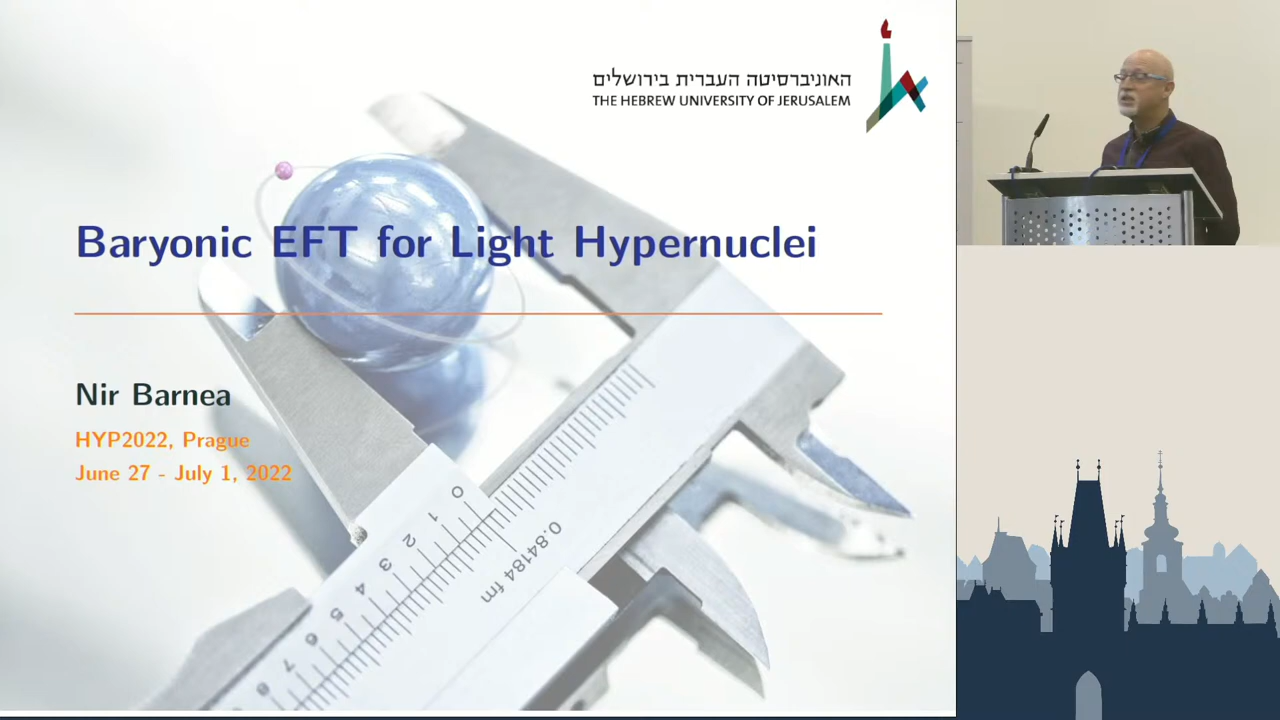 האוניברסיטה העברית בירושלים
THE HEBREW UNIVERSITY OF JERUSALEM
Baryonic EFT for Light Hypernuclei
Nir Barnea
HYP2022, Prague
June 27 - July 1, 2022
0
1
2
3
4
5
6
7
8
0.84184 fm